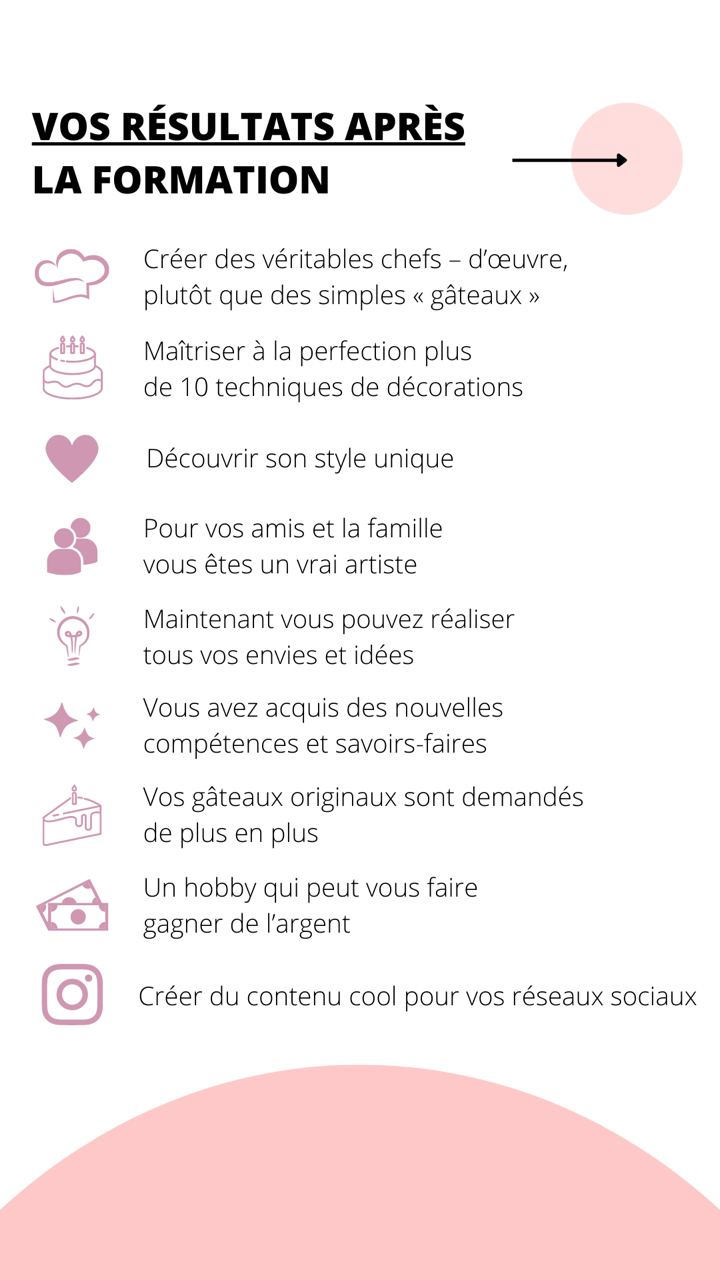 VOS RÉSULTATS APRÈS
LA FORMATION
Créer des véritables chefs – d’œuvre,
plutôt que des simples « gâteaux »
Maîtriser à la perfection plus
de 10 techniques de décorations
Découvrir son style unique
Pour vos amis et la famille
vous êtes un vrai artiste
Maintenant vous pouvez réaliser
tous vos envies et idées
Vous avez acquis des nouvelles
compétences et savoirs-faires
Vos gâteaux originaux sont demandés
de plus en plus
Un hobby qui peut vous faire
gagner de l’argent
Créer du contenu cool pour vos réseaux sociaux